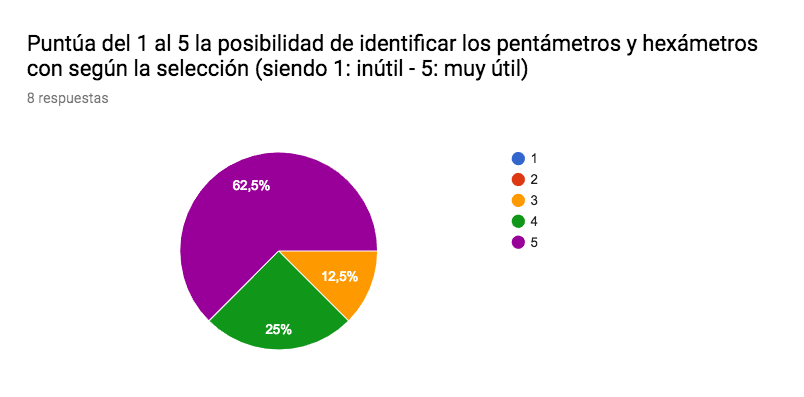 Puntúa del 1 al 5 la posibilidad de identificar los pentámetros y hexámetros
con según la selección (siendo 1: inútil - 5: muy útil)
8 respuestas
62,5%
12,5%
25%
1
2
3
4
5